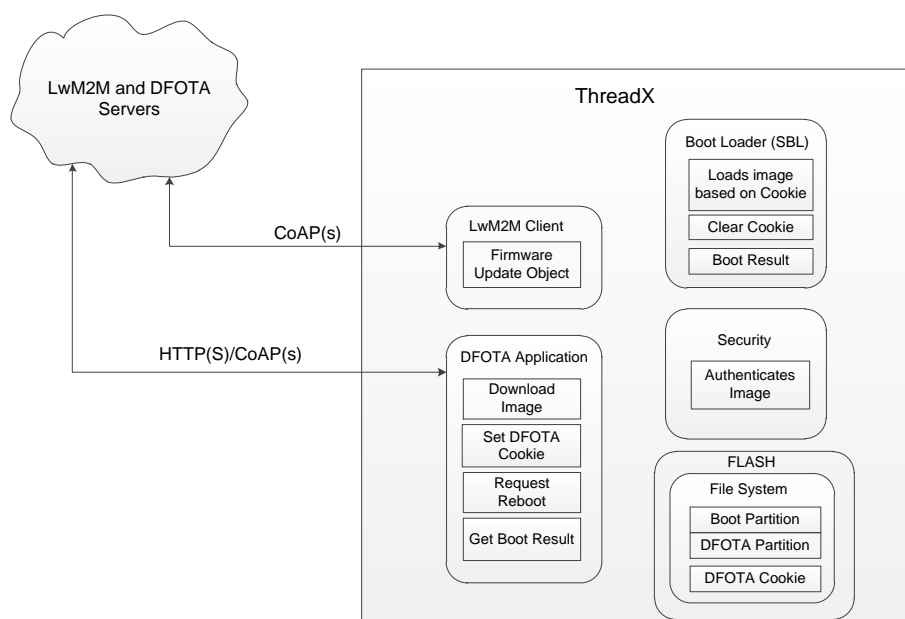 LwM2M and DFOTA
Servers
ThreadX
Boot Loader (SBL)
Loads image
based on Cookie
Clear Cookie
Boot Result
CoAP(s)
LwM2M Client
Firmware
Update Object
HTTP(S)/CoAP(s)
DFOTA Application
Download
Image
Set DFOTA
Cookie
Request
Reboot
Get Boot Result
Security
Authenticates
Image
FLASH
File System
Boot Partition
DFOTA Partition
DFOTA Cookie